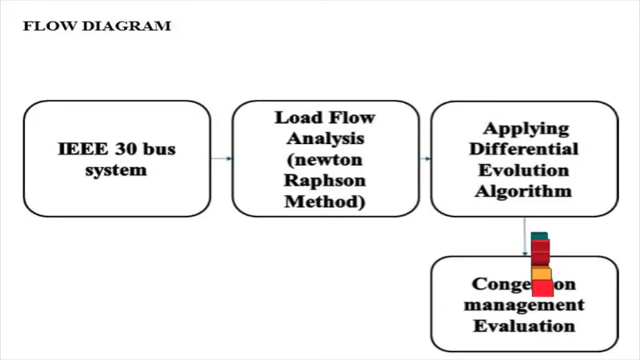 FLOW DIAGRAM
IEEE 30 bus
system
Load Flow
Analysis
(newton
Raphson
Method)
Applying
Differential
Evolution
Algorithm
management
Evaluation